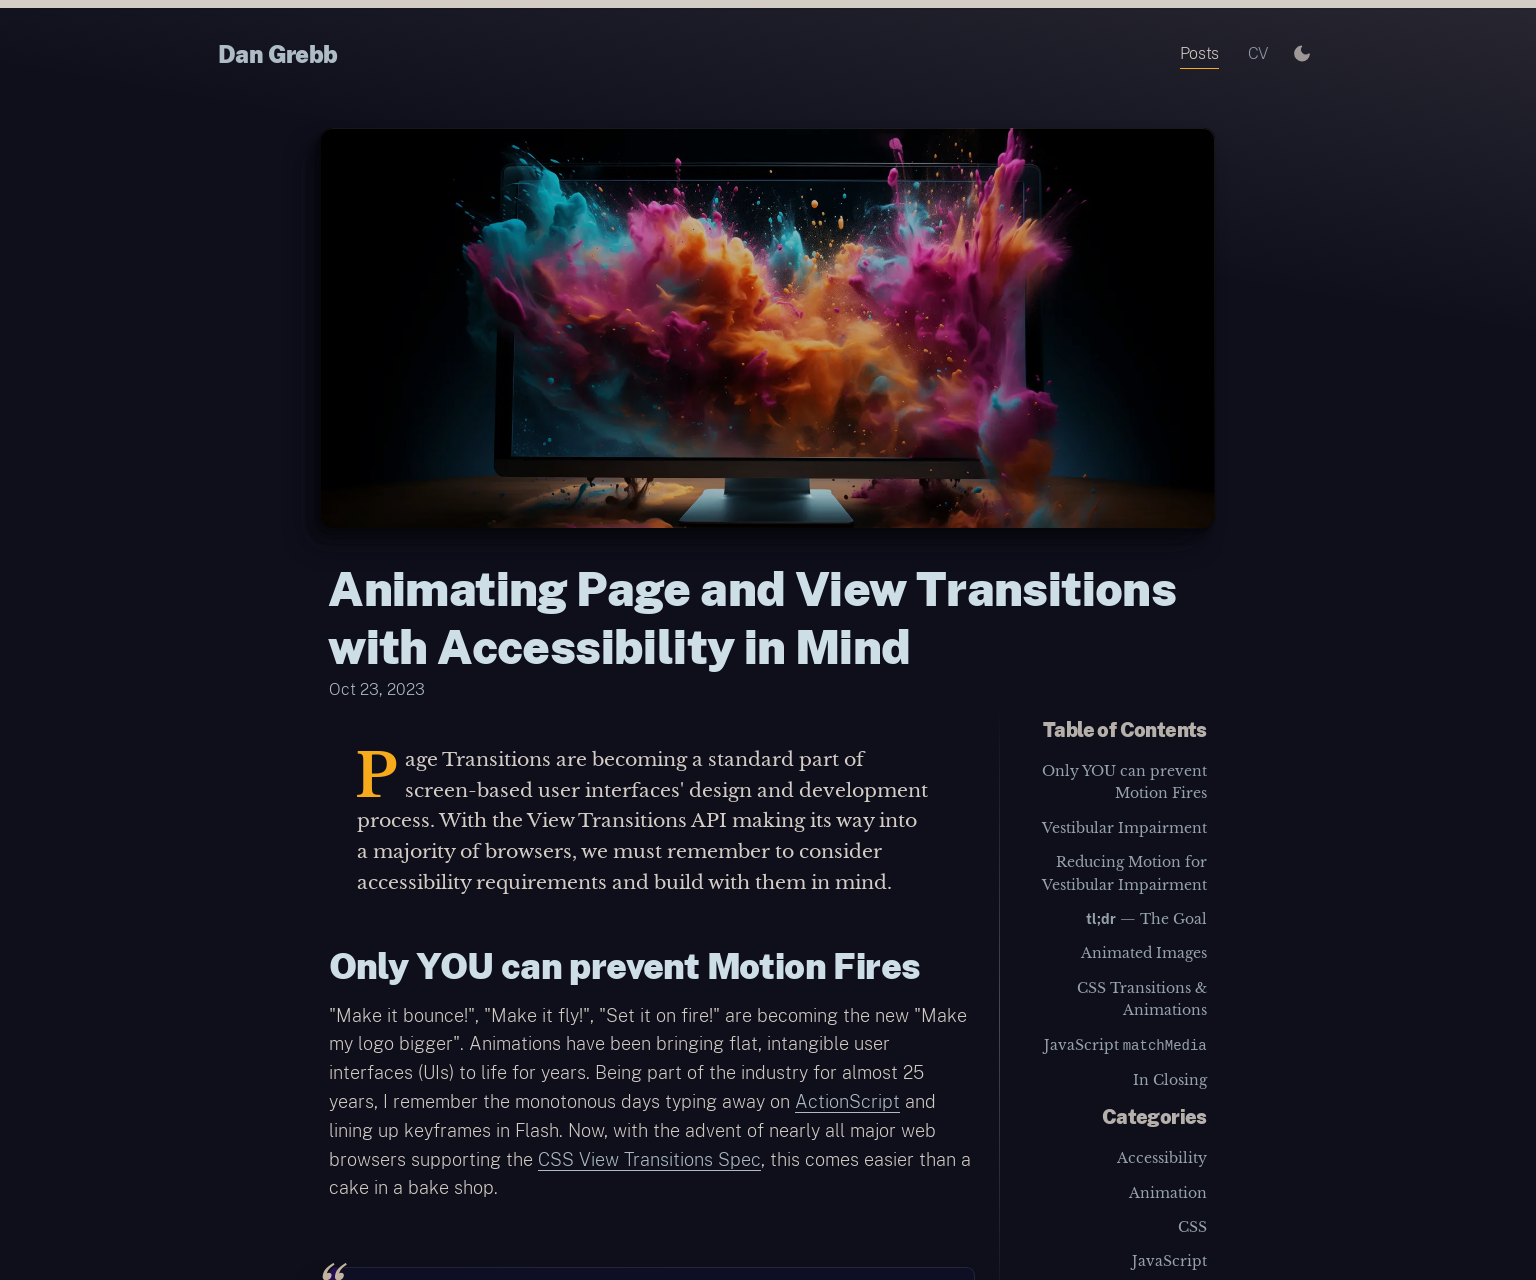 Dan Grebb
Posts
CV
Animating Page and View Transitions
with Accessibility in Mind
Oct 23, 2023
Page Transitions are becoming a standard part of
screen-based user interfaces' design and development
process. With the View Transitions API making its way into
a majority of browsers, we must remember to consider
accessibility requirements and build with them in mind.
Only YOU can prevent Motion Fires
"Make it bounce!", "Make it fly!", "Set it on fire!" are becoming the new "Make
my logo bigger". Animations have been bringing flat, intangible user
interfaces (UIs) to life for years. Being part of the industry for almost 25
years, I remember the monotonous days typing away on ActionScript and
lining up keyframes in Flash. Now, with the advent of nearly all major web
browsers supporting the CSS View Transitions Spec, this comes easier than a
cake in a bake shop.
“
Table of Contents
Only YOU can prevent
Motion Fires
Vestibular Impairment
Reducing Motion for
Vestibular Impairment
tl;dr — The Goal
Animated Images
CSS Transitions &
Animations
JavaScript matchMedia
In Closing
Categories
Accessibility
Animation
CSS
JavaScript